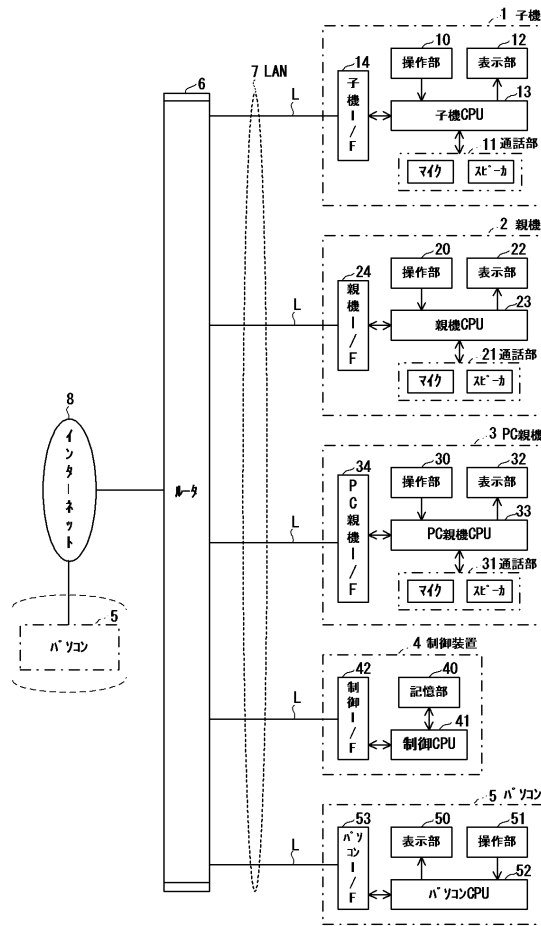 1 子機
14
10
12
操作部
表示部
13
子機I/F
子機CPU
11 通話部
マイク
スピーカ
6
7 LAN
L
2 親機
24
20
22
操作部
表示部
23
親機I/F
親機CPU
21 通話部
マイク
スピーカ
L
3 PC親機
34
30
32
操作部
表示部
33
PC親機I/F
PC親機CPU
31 通話部
マイク
スピーカ
L
8
インターネット
ルータ
5
パソコン
4 制御装置
42
40
記憶部
41
制御I/F
制御CPU
L
5 パソコン
53
50
51
表示部
操作部
52
パソコンI/F
パソコンCPU
L